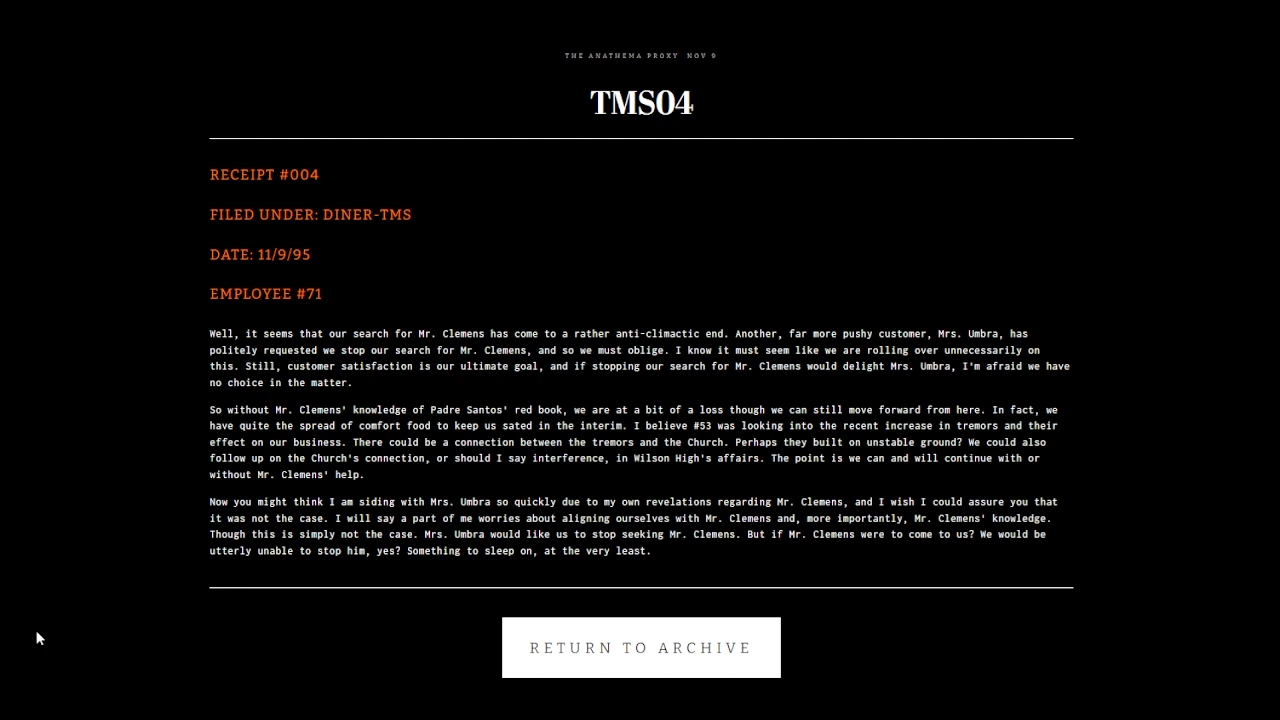 THE ANATHEMA PROXY NOV 9
TMS04
RECEIPT #004
FILED UNDER: DINER-TMS
DATE: 11/9/95
EMPLOYEE #71
Well, it seems that our search for Mr. Clemens has come to a rather anti-climactic end. Another, far more pushy customer, Mrs. Umbra, has
politely requested we stop our search for Mr. Clemens, and so we must oblige. I know it must seem like we are rolling over unnecessarily on
this. Still, customer satisfaction is our ultimate goal, and if stopping our search for Mr. Clemens would delight Mrs. Umbra, I'm afraid we have
no choice in the matter.
So without Mr. Clemens' knowledge of Padre Santos' red book, we are at a bit of a loss though we can still move forward from here. In fact, we
have quite the spread of comfort food to keep us sated in the interim. I believe #53 was looking into the recent increase in tremors and their
effect on our business. There could be a connection between the tremors and the Church. Perhaps they built on unstable ground? We could also
follow up on the Church's connection, or should I say interference, in Wilson High's affairs. The point is we can and will continue with or
without Mr. Clemens' help.
Now you might think I am siding with Mrs. Umbra so quickly due to my own revelations regarding Mr. Clemens, and I wish I could assure you that
it was not the case. I will say a part of me worries about aligning ourselves with Mr. Clemens and, more importantly, Mr. Clemens' knowledge.
Though this is simply not the case. Mrs. Umbra would like us to stop seeking Mr. Clemens. But if Mr. Clemens were to come to us? We would be
utterly unable to stop him, yes? Something to sleep on, at the very least.
RETURN TO ARCHIVE